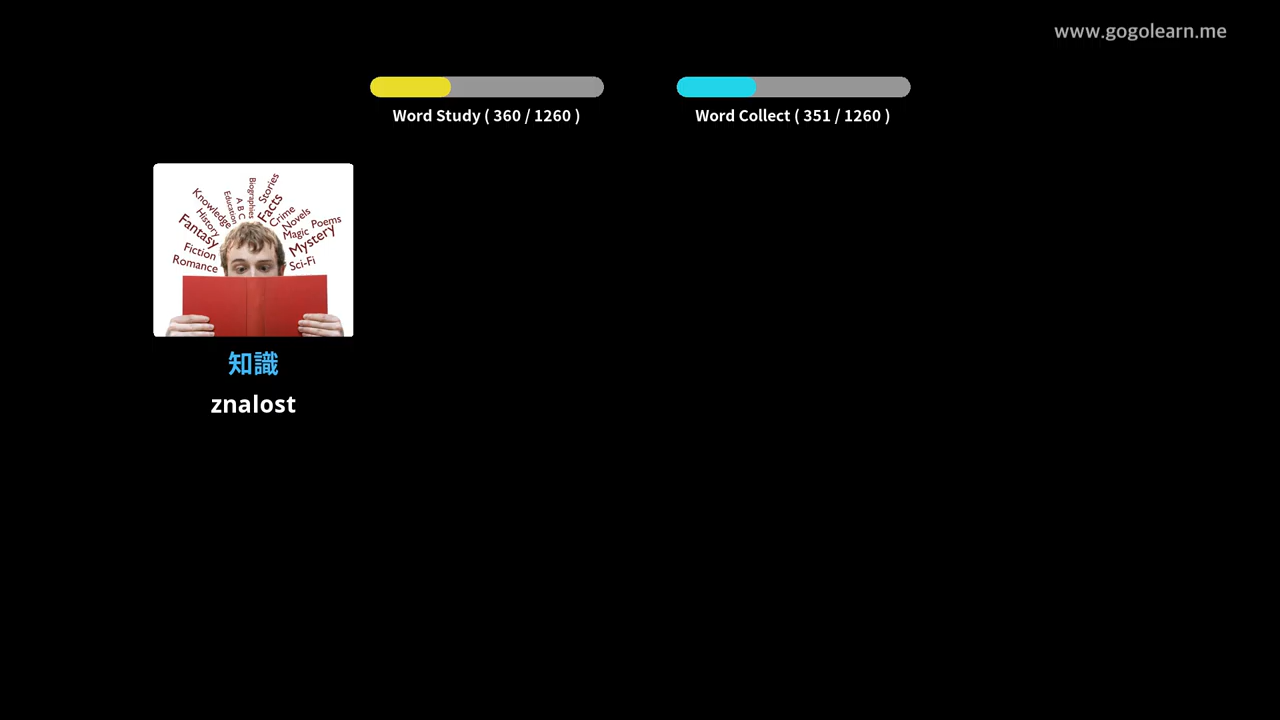 www.gogolearn.me
Word Study ( 360 / 1260 )
Word Collect ( 351 / 1260 )
Biographies
Stories
Facts
A B C
Education
Knowledge
Crime
History
Novels
Poems
Fantasy
Magic
Mystery
Fiction
Romance
Sci-Fi
知識
znalost